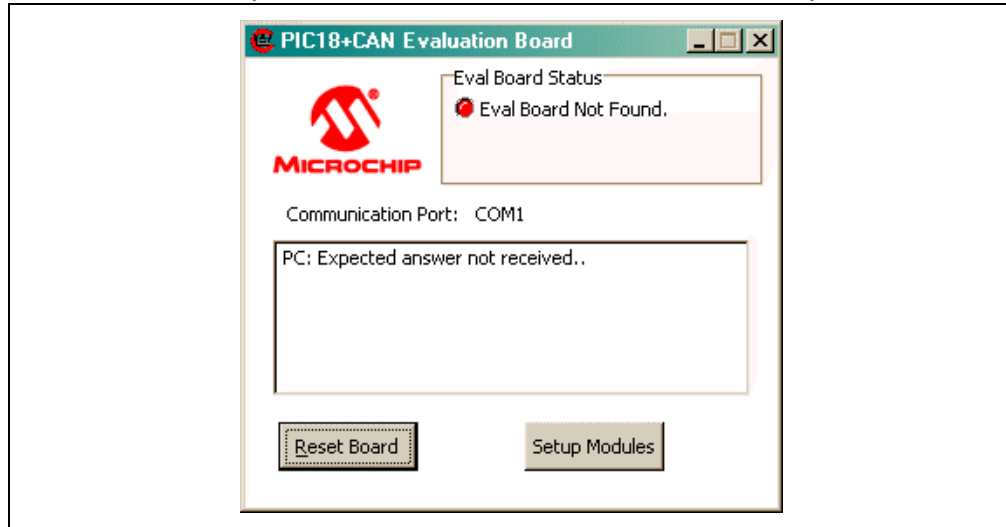 PIC18+CAN Evaluation Board
Eval Board Status
Eval Board Not Found.
MICROCHIP
Communication Port: COM1
PC: Expected answer not received..
Reset Board
Setup Modules